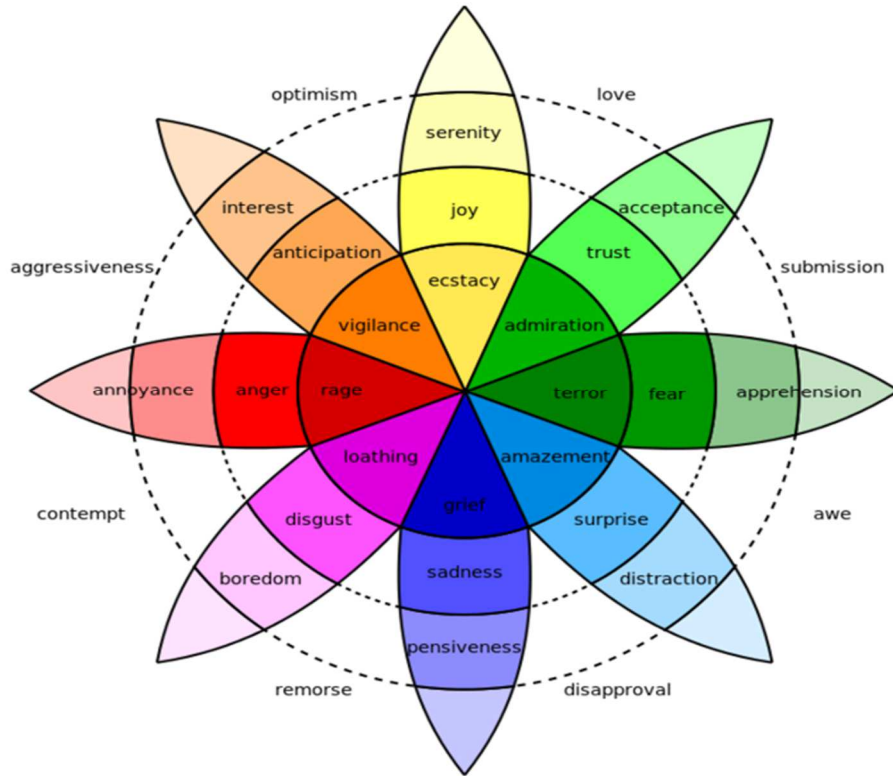 optimism
love
serenity
interest
joy
acceptance
anticipation
trust
aggressiveness
submission
ecstacy
vigilance
admiration
annoyance
anger
rage
terror
fear
apprehension
loathing
amazement
contempt
grief
awe
disgust
surprise
boredom
sadness
distraction
pensiveness
remorse
disapproval